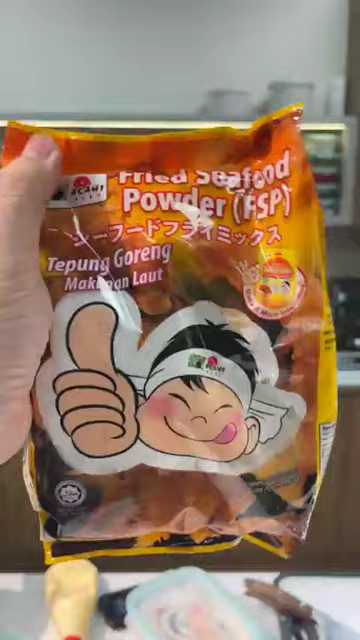 Fried Seafood
Powder (FSP)
シーフードフライミックス
Tepung Goreng
Makanan Laut